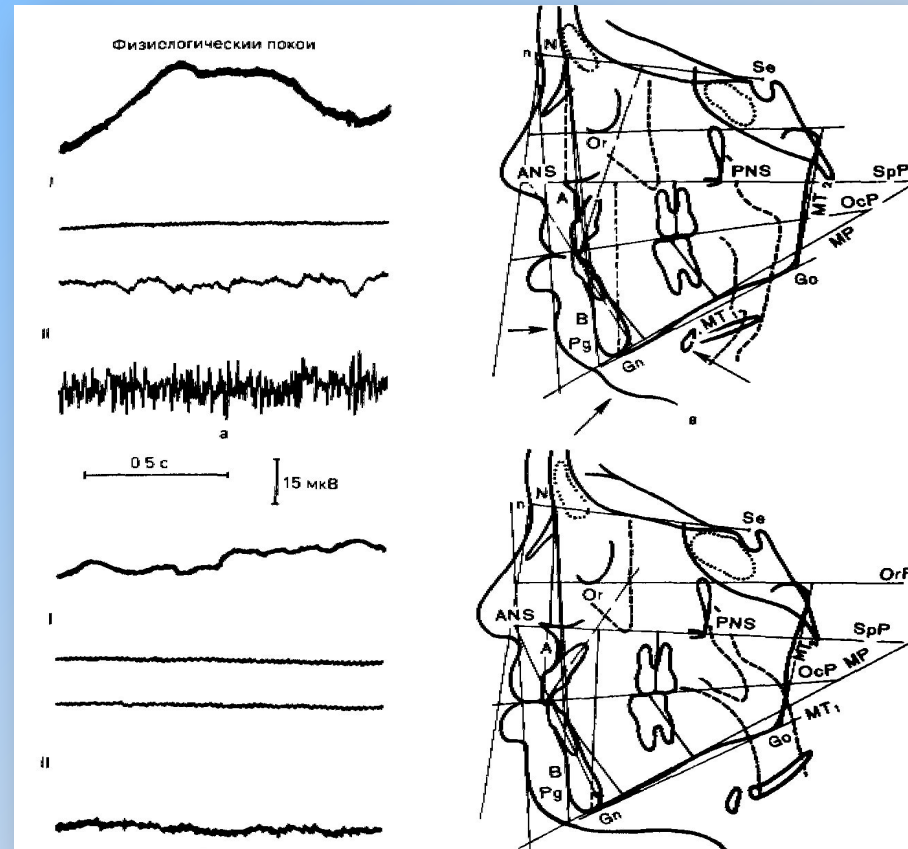 Физиологический покой
I
II
а
0 5 с
15 мкВ
I
II
n N Se
Or
ANS PNS SpP
A MT2 OcP
MP
Go
B MT1
Pg
Gn
в
n N Se
OrP
Or
ANS PNS SpP
A MT
OcP MP
MT1
Go
B
Pg
Gn